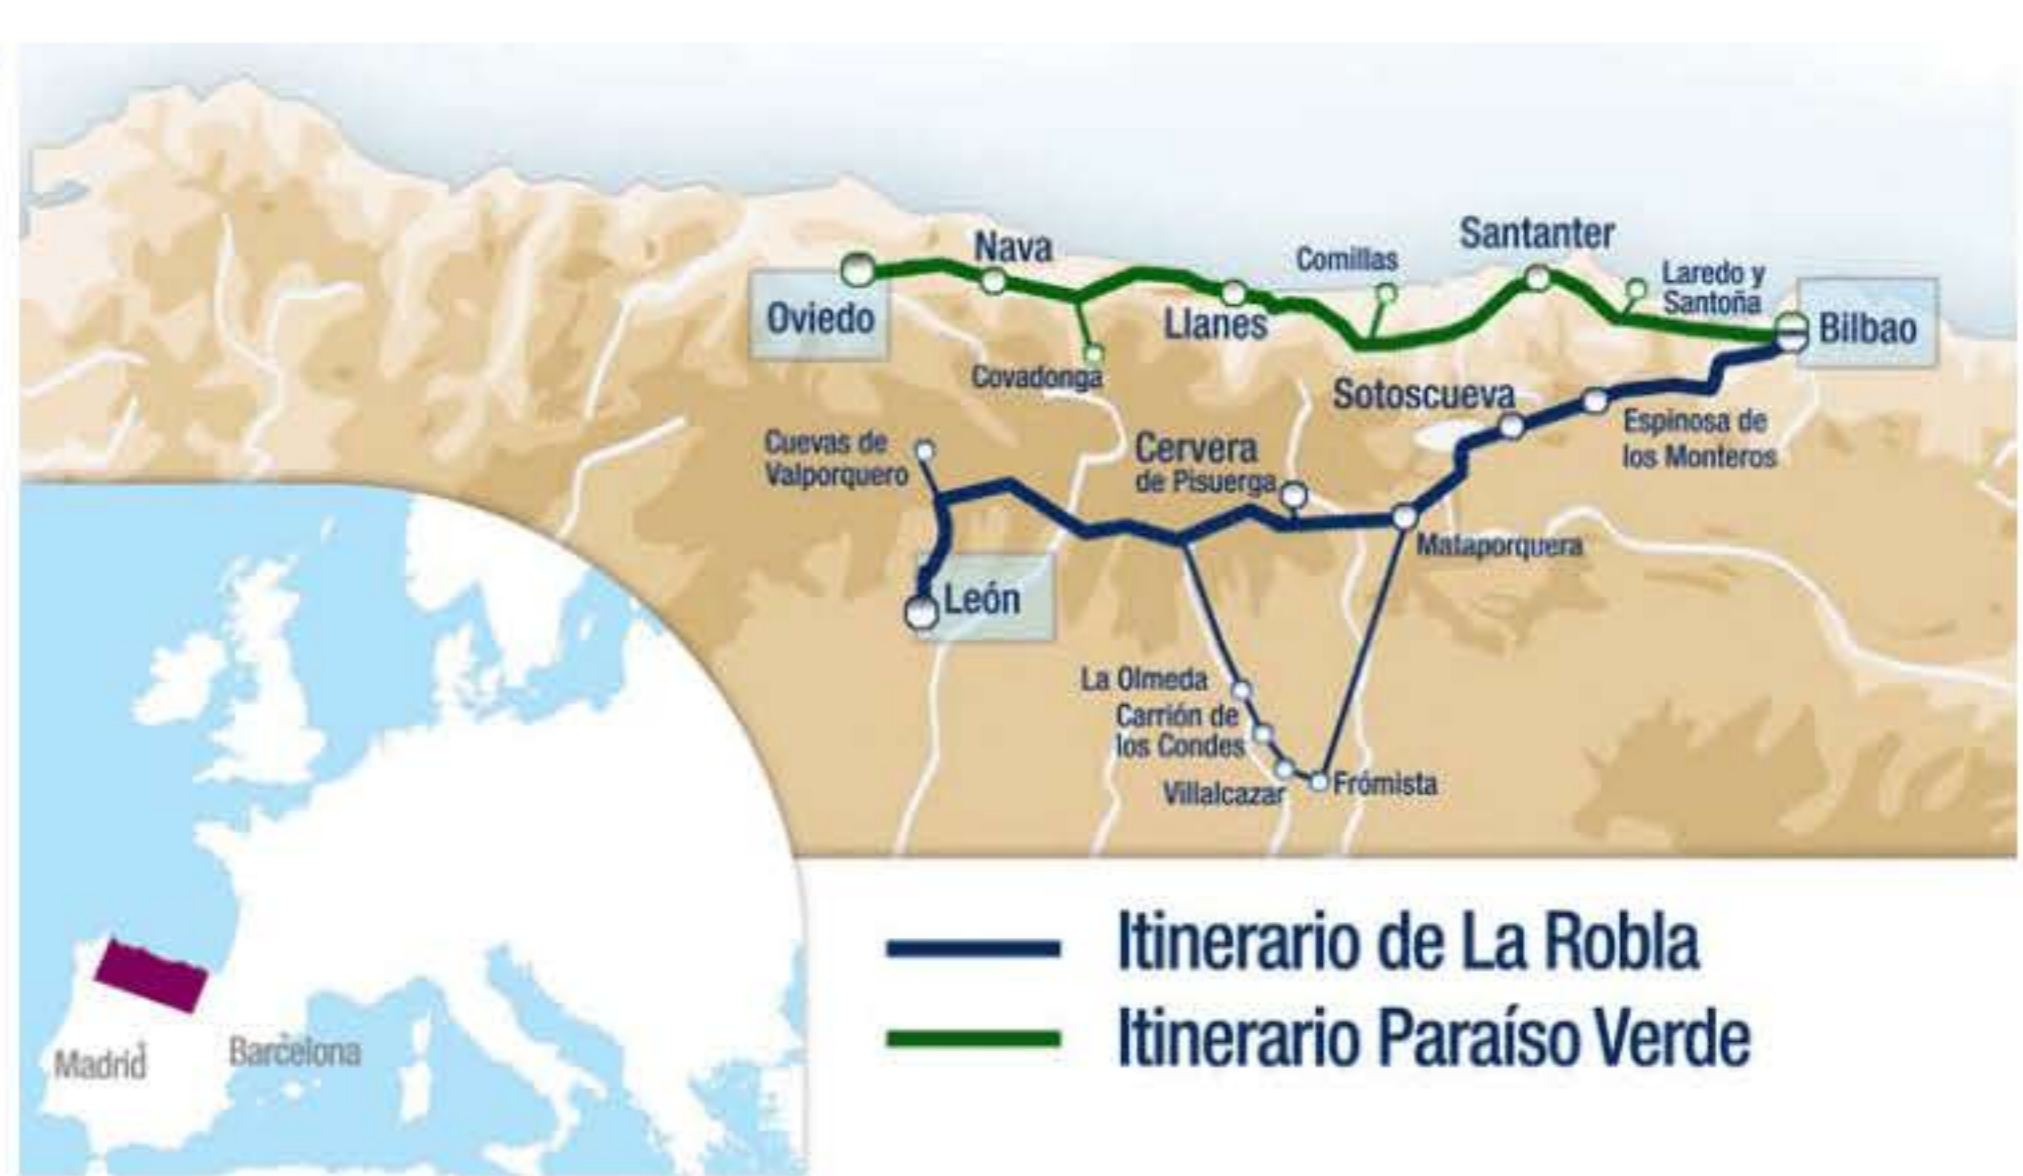 Santanter
Nava
Comillas
Laredo y
Santoña
Oviedo
Llanes
Bilbao
Covadonga
Sotoscueva
Espinosa de
los Monteros
Cuevas de
Valporquero
Cervera
de Pisuerga
Mataporquera
León
La Olmeda
Carrión de
los Condes
Villalcazar
Frómista
Itinerario de La Robla
Itinerario Paraíso Verde
Madrid
Barcelona